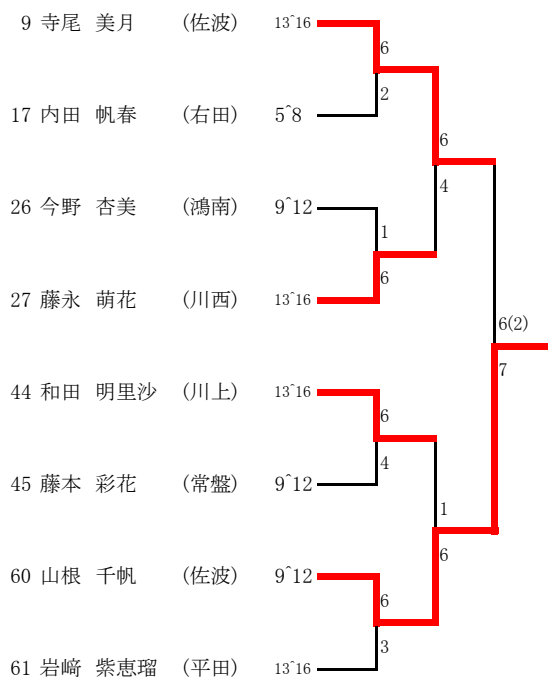 9 寺尾 美月 (佐波) 13~16
6
2
17 内田 帆春 (右田) 5~8
6
4
26 今野 杏美 (鴻南) 9~12
1
6
27 藤永 萌花 (川西) 13~16
6(2)
7
44 和田 明里沙 (川上) 13~16
6
4
45 藤本 彩花 (常盤) 9~12
1
6
60 山根 千帆 (佐波) 9~12
6
3
61 岩﨑 紫恵瑠 (平田) 13~16